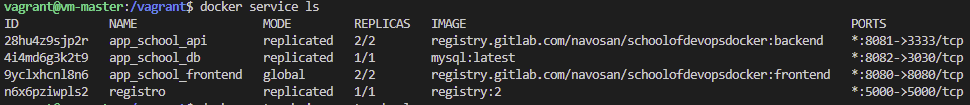 vagrant@vm-master:/vagrant$ docker service ls
ID NAME MODE REPLICAS IMAGE PORTS
28hu4z9sjp2r app_school_api replicated 2/2 registry.gitlab.com/navosan/schoolofdevopsdocker:backend *:8081->3333/tcp
4i4md6g3k2t9 app_school_db replicated 1/1 mysql:latest *:8082->3030/tcp
9yclxhcnl8n6 app_school_frontend global 2/2 registry.gitlab.com/navosan/schoolofdevopsdocker:frontend *:8080->8080/tcp
n6x6pziwpls2 registro replicated 1/1 registry:2 *:5000->5000/tcp